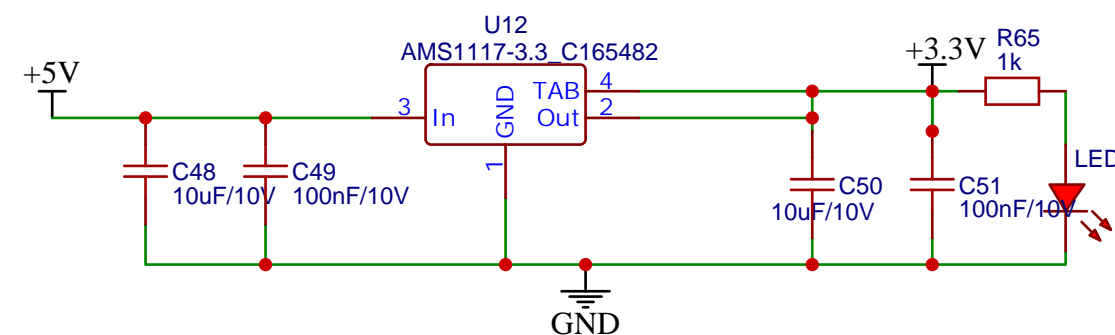 U12
AMS1117-3.3_C165482
+5V
+3.3V
R65
1k
3
In
GND
1
TAB
Out
4
2
C48
10uF/10V
C49
100nF/10V
C50
10uF/10V
C51
100nF/10V
LED
GND